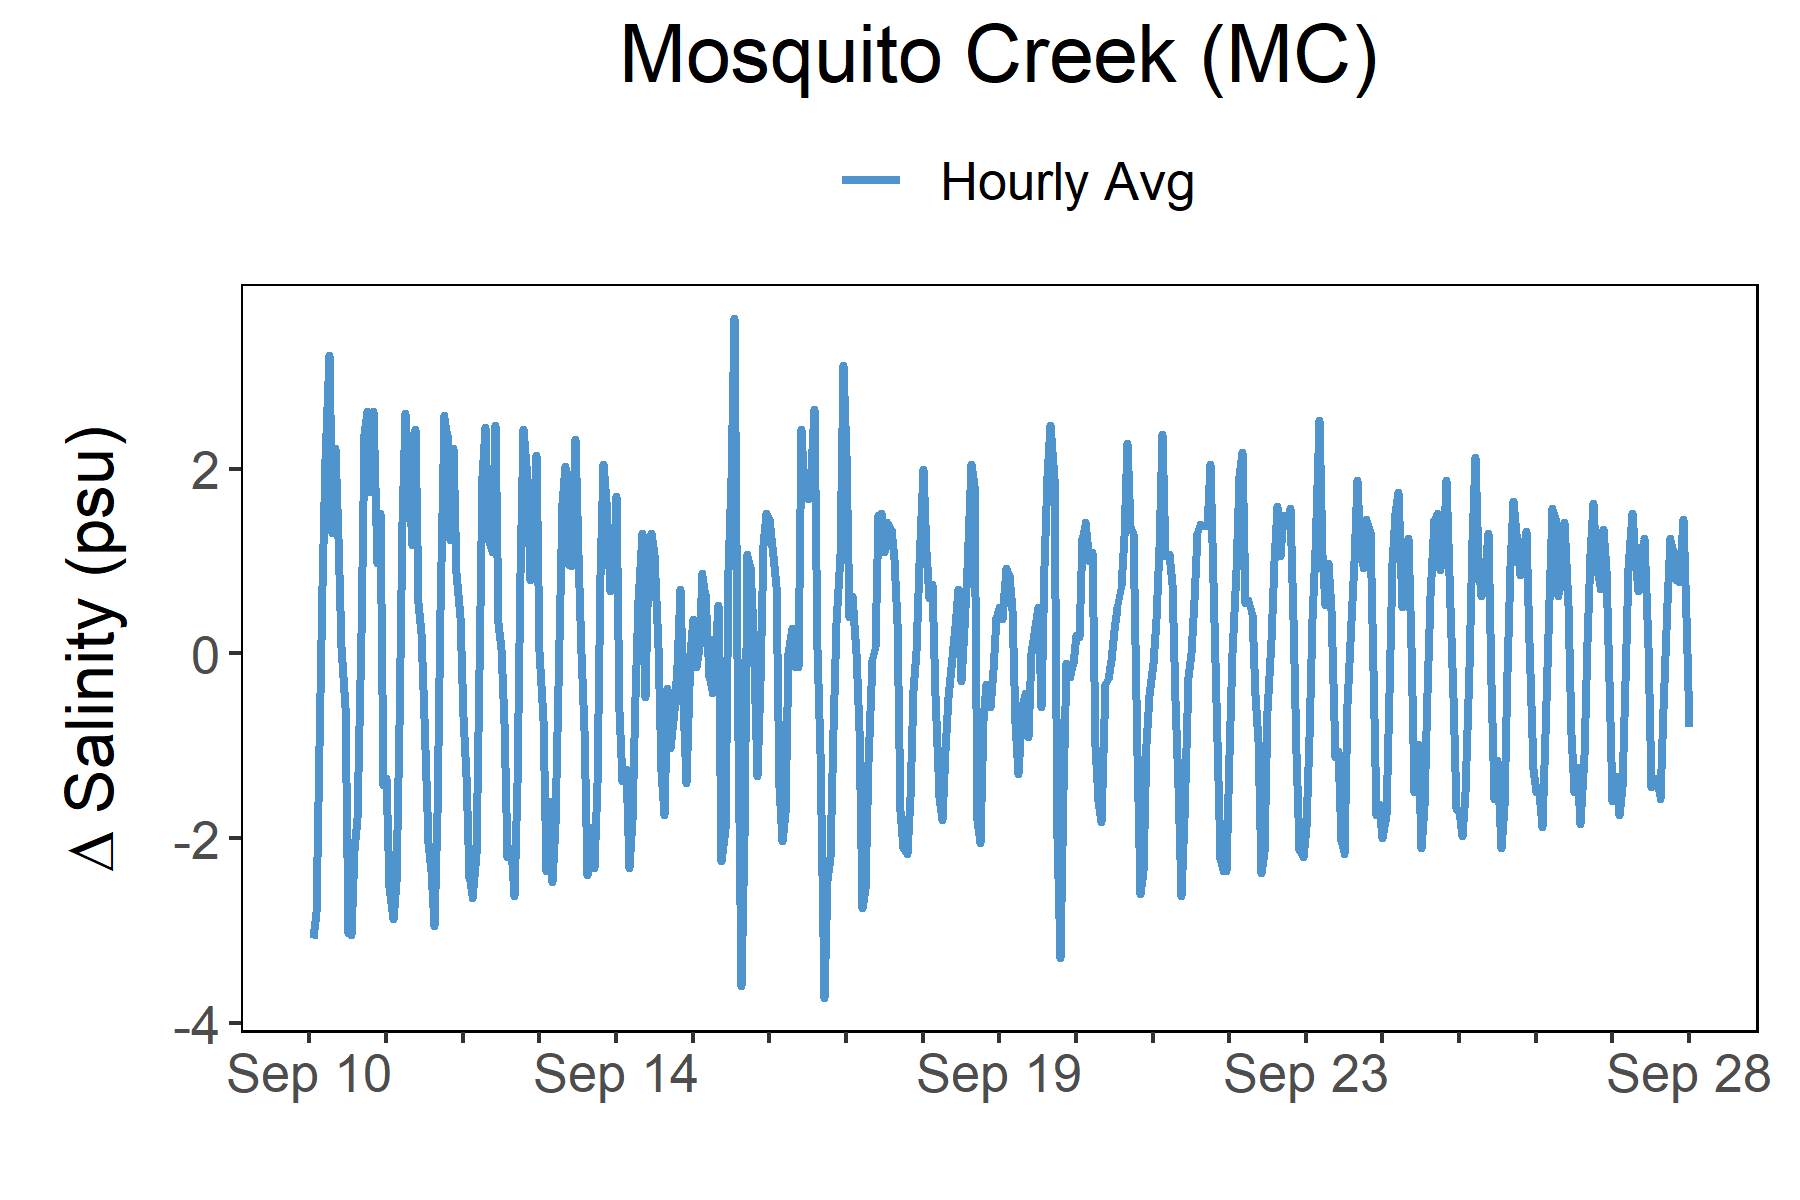 Mosquito Creek (MC)
Hourly Avg
Δ Salinity (psu)
2
0
-2
-4
Sep 10 Sep 14 Sep 19 Sep 23 Sep 28